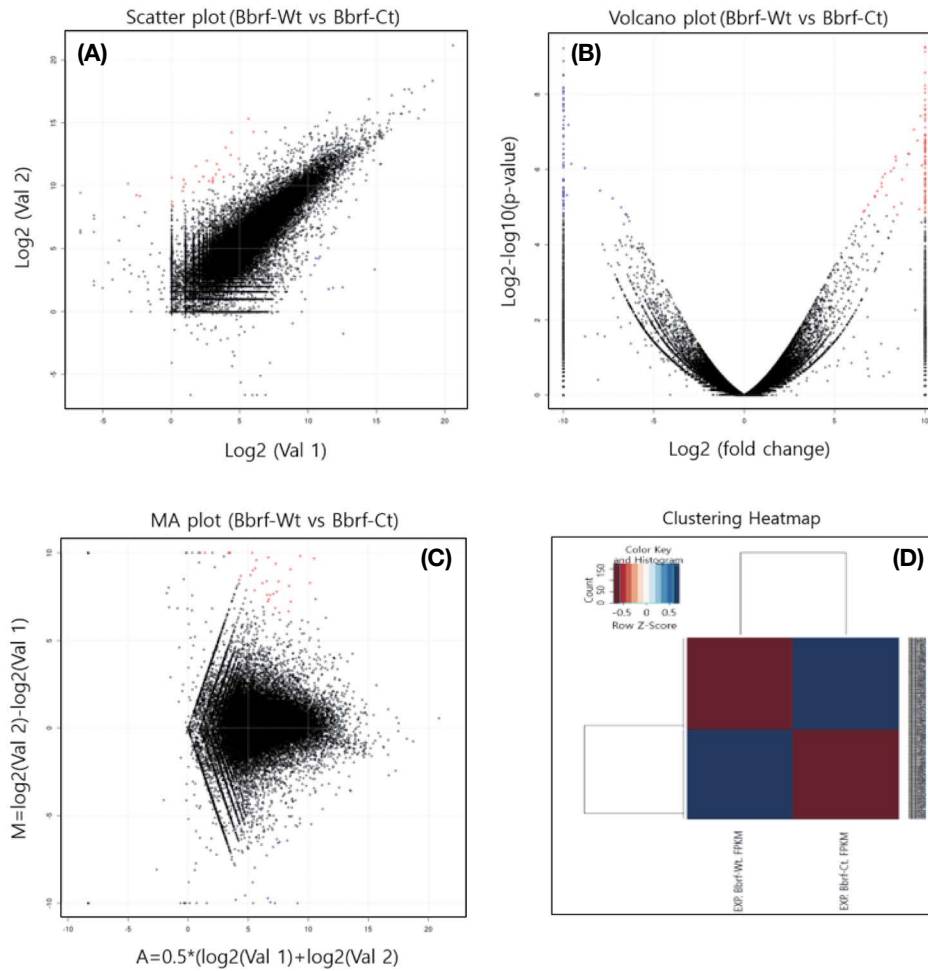 Scatter plot (Bbrf-Wt vs Bbrf-Ct)
(A)
Log2 (Val 2)
20
15
10
5
0
-5
-5
0
5
10
15
20
Log2 (Val 1)
Volcano plot (Bbrf-Wt vs Bbrf-Ct)
(B)
Log2-log10(p-value)
8
6
4
2
0
-10
-5
0
5
10
Log2 (fold change)
MA plot (Bbrf-Wt vs Bbrf-Ct)
(C)
M=log2(Val 2)-log2(Val 1)
10
5
0
-5
-10
-10
-5
0
5
10
15
20
A=0.5*(log2(Val 1)+log2(Val 2)
Clustering Heatmap
(D)
Color Key
and Histogram
Count
0 50 150
-0.5 0 0.5
Row Z-Score
EXP. Bbrf-Wt. FPKM
EXP. Bbrf-Ct. FPKM